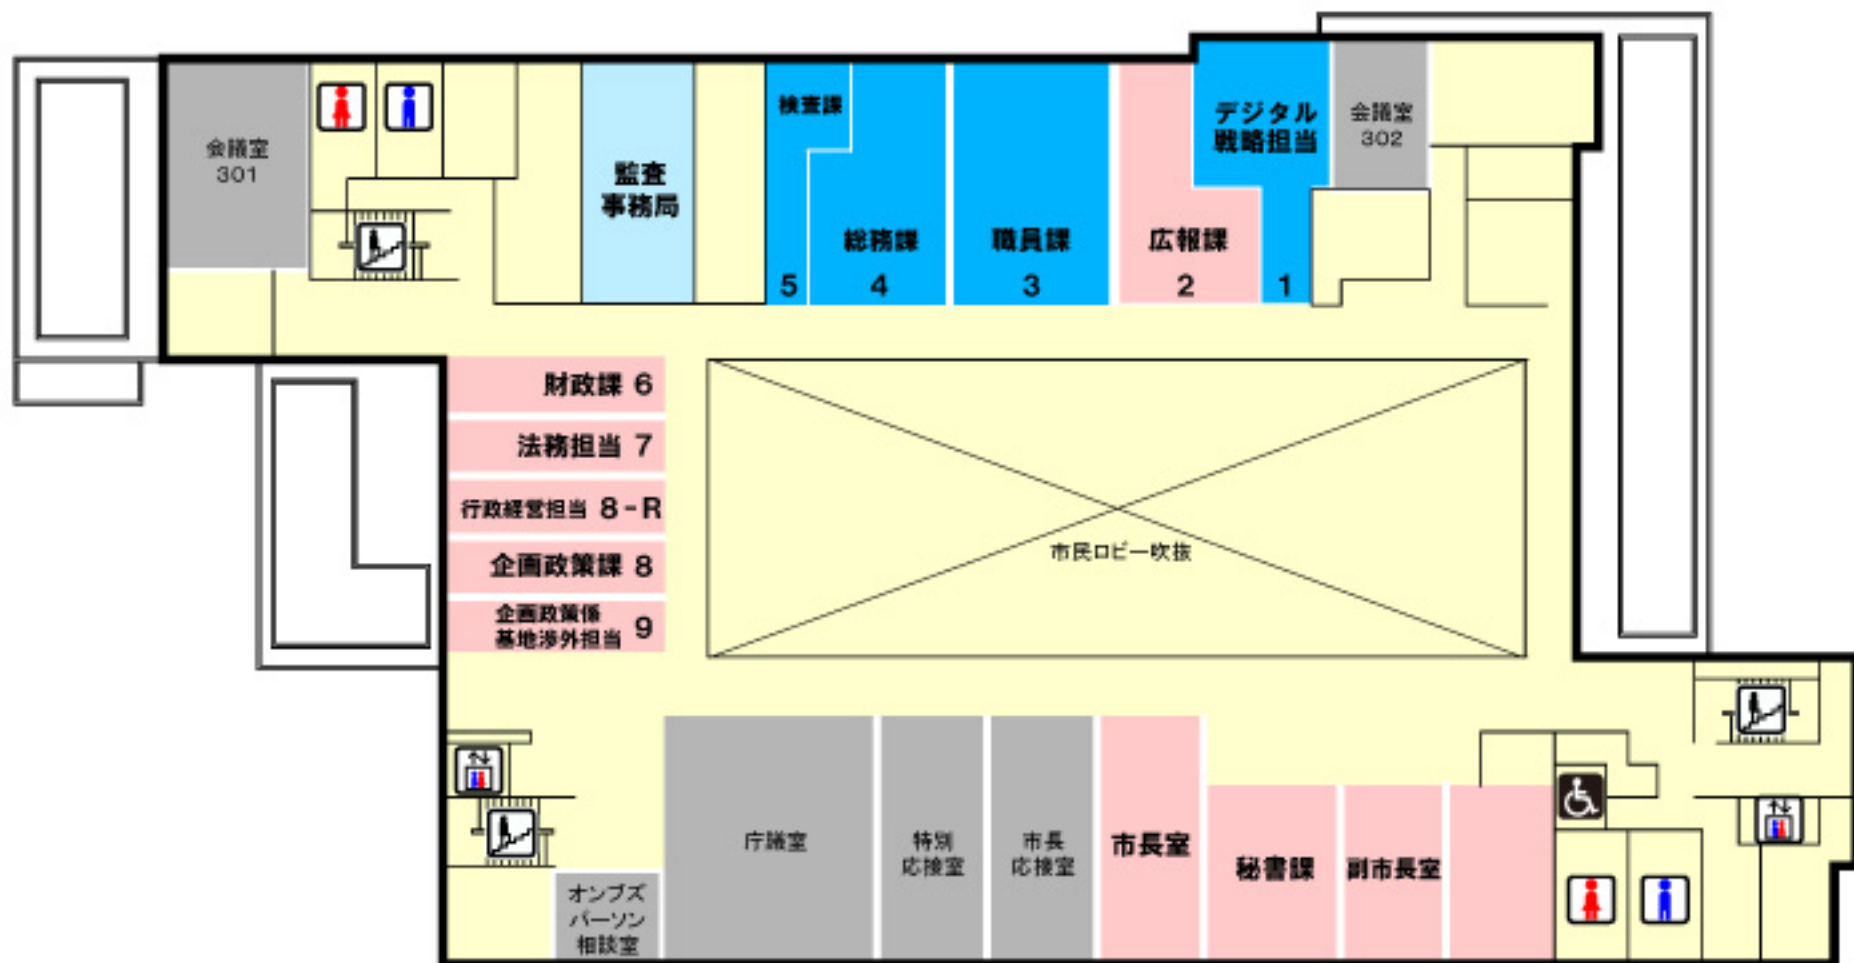 会議室
301
監査
事務局
検査課
5
総務課
4
職員課
3
広報課
2
デジタル
戦略担当
1
会議室
302
財政課 6
法務担当 7
行政経営担当 8-R
企画政策課 8
企画政策係
基地渉外担当 9
市民ロビー吹抜
オンブズ
パーソン
相談室
庁議室
特別
応接室
市長
応接室
市長室
秘書課
副市長室